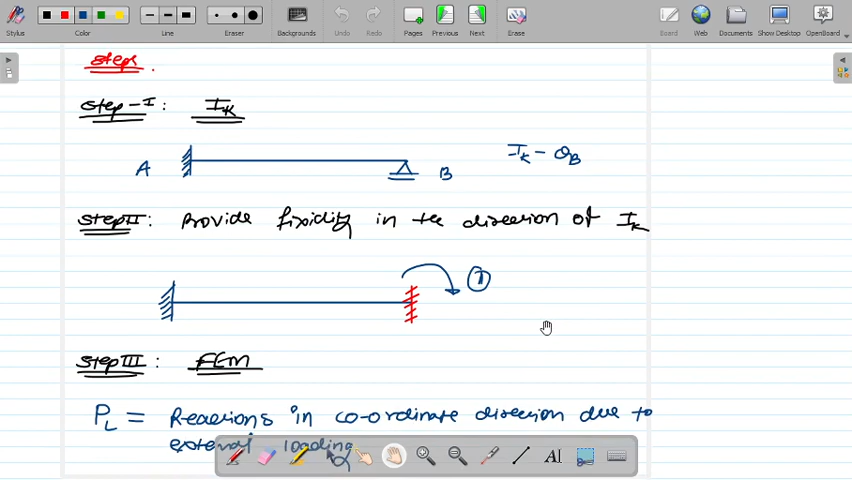 Stylus
Color
Line
Eraser
Backgrounds
Undo
Redo
Pages
Previous
Next
Erase
Board
Web
Documents
Show Desktop
OpenBoard
Steps.
Step-I: Ik
A
B
Ik - θB
Step II: Provide fixidity in the direction of Ik
1
Step III: FEM
PL = Reactions in co-ordinate direction due to
external loading